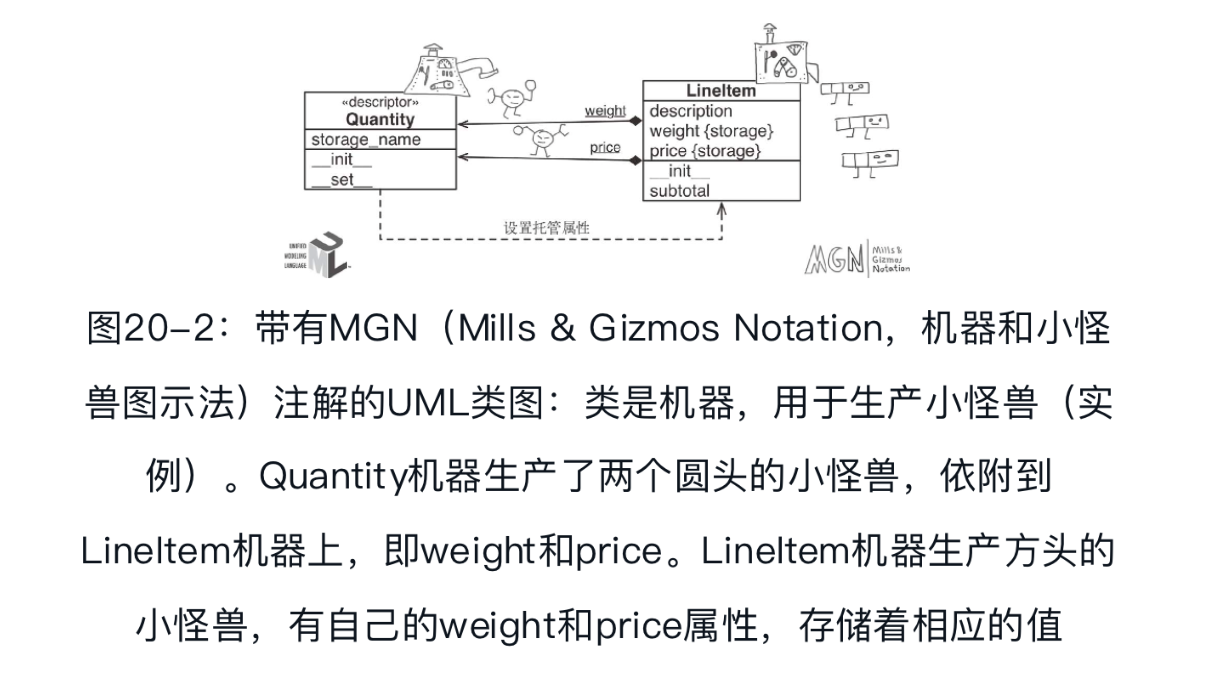 «descriptor»
Quantity
storage_name
__init__
__set__
weight
price
LineItem
description
weight {storage}
price {storage}
__init__
subtotal
设置托管属性
UNIFIED
MODELING
LANGUAGE
UML
MGN
Mills &
Gizmos
Notation
图20-2：带有MGN（Mills & Gizmos Notation，机器和小怪
兽图示法）注解的UML类图：类是机器，用于生产小怪兽（实
例）。Quantity机器生产了两个圆头的小怪兽，依附到
LineItem机器上，即weight和price。LineItem机器生产方头的
小怪兽，有自己的weight和price属性，存储着相应的值